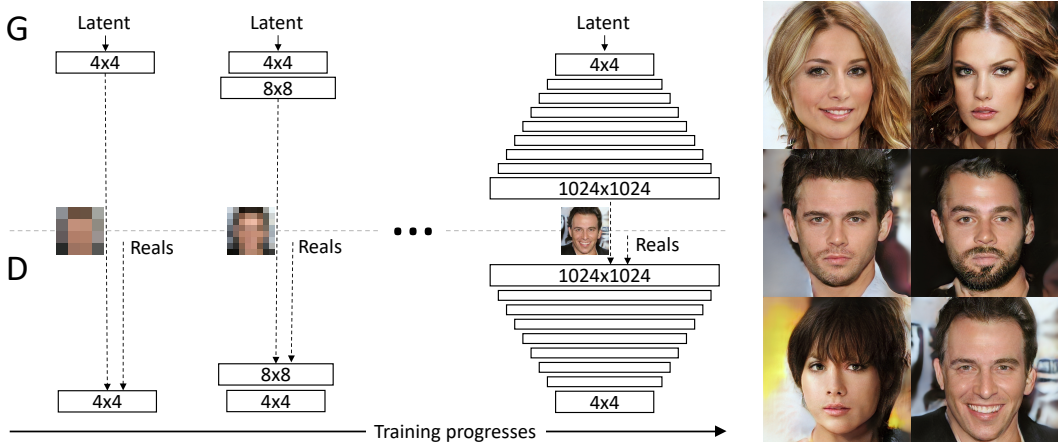 G
Latent
4x4
Latent
4x4
8x8
Latent
4x4
1024x1024
Reals
Reals
...
Reals
D
1024x1024
4x4
8x8
4x4
4x4
Training progresses